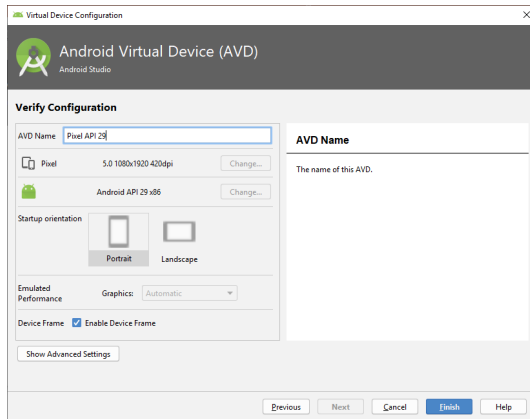 Virtual Device Configuration
Android Virtual Device (AVD)
Android Studio
Verify Configuration
AVD Name Pixel API 29
Pixel 5.0 1080x1920 420dpi Change...
Android API 29 x86 Change...
Startup orientation
Portrait Landscape
Emulated
Performance Graphics: Automatic
Device Frame Enable Device Frame
Show Advanced Settings
AVD Name
The name of this AVD.
Previous Next Cancel Finish Help